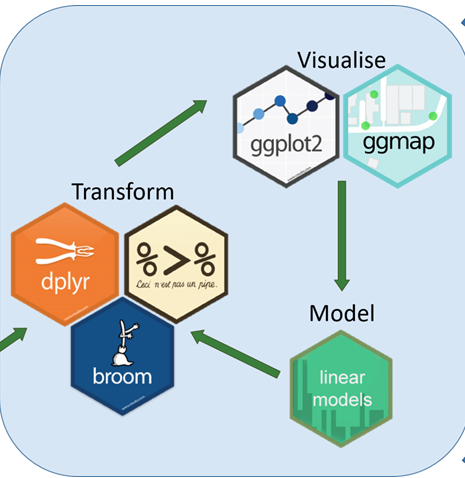 Visualise
ggplot2
ggmap
Transform
dplyr
%>%
Ceci n'est pas un pipe.
broom
Model
linear
models